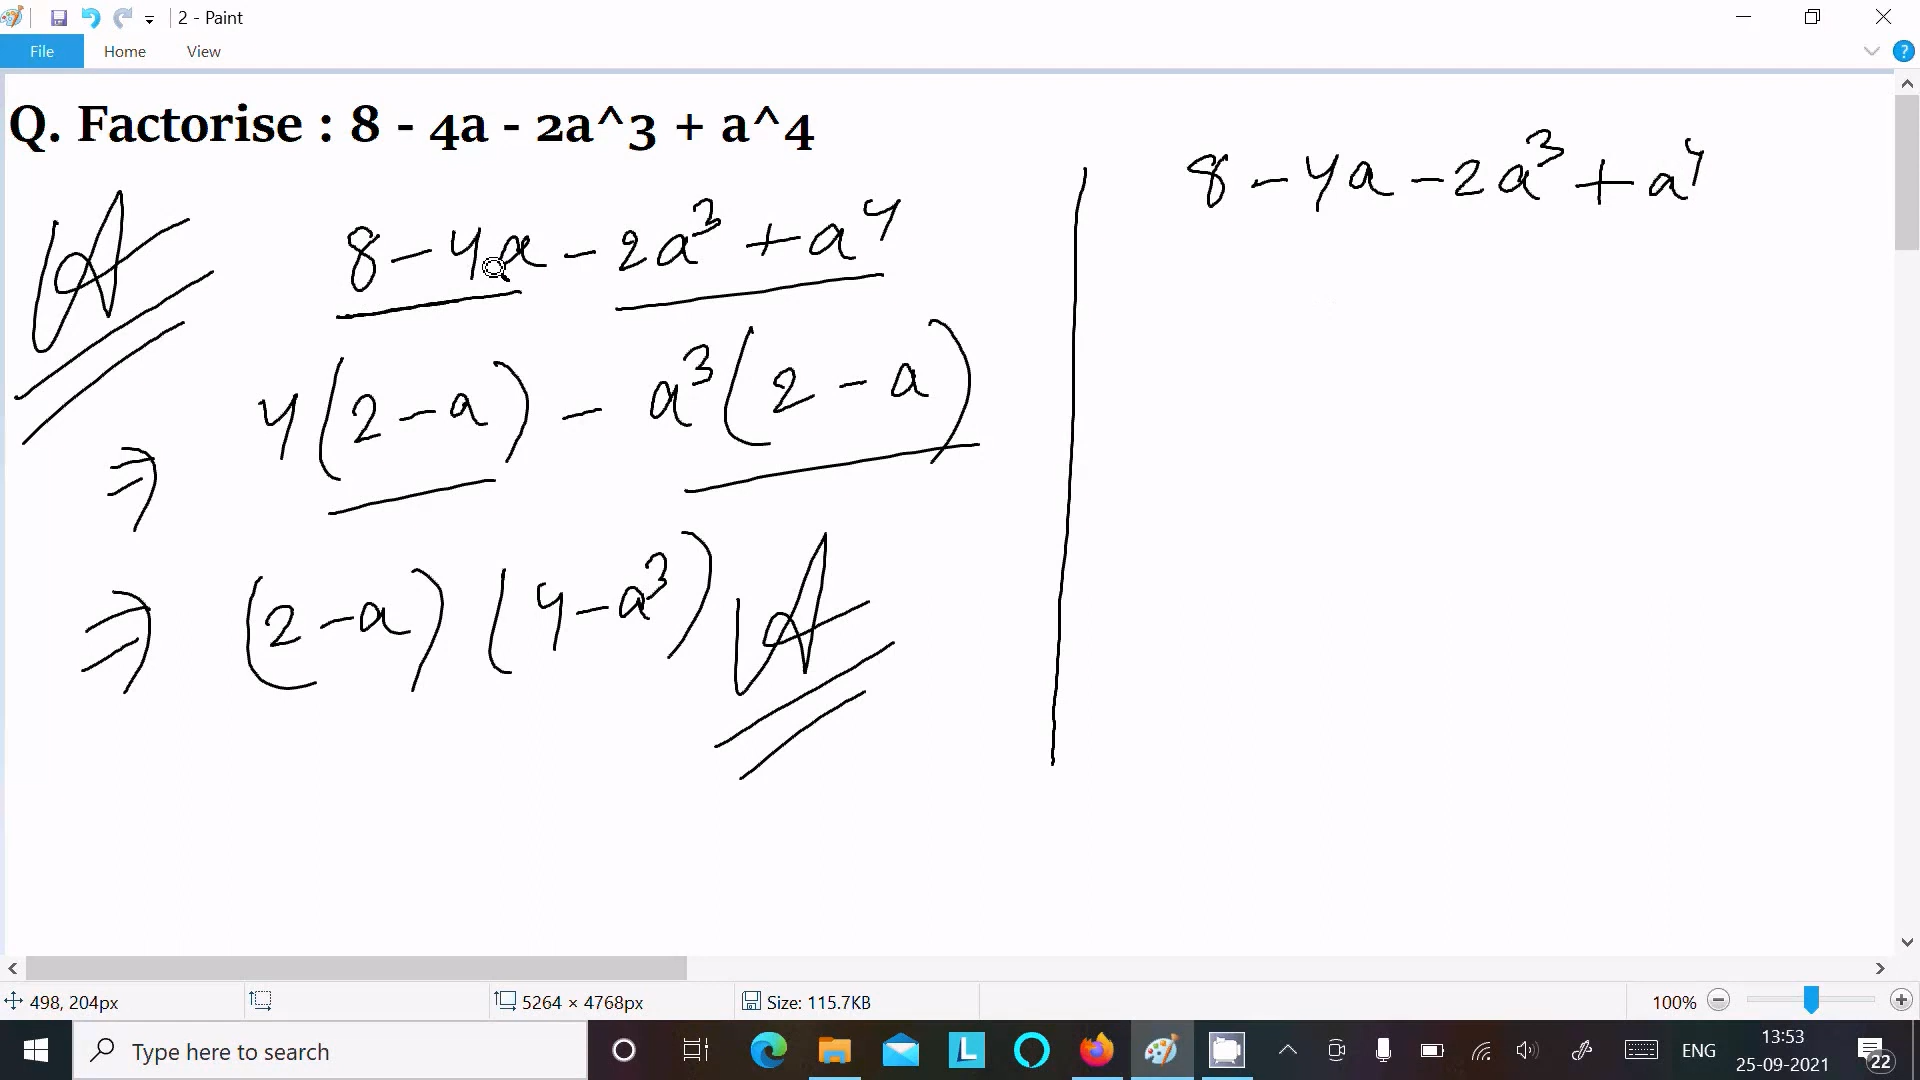 2 - Paint
File Home View
Q. Factorise : 8 - 4a - 2a^3 + a^4
8 - 4a - 2a³ + a⁴
4(2 - a) - a³(2 - a)
⇒
⇒ (2 - a) (4 - a³)
8 - 4a - 2a³ + a⁴
498, 204px
5264 × 4768px
Size: 115.7KB
100%
Type here to search
L
ENG
13:53
25-09-2021
22